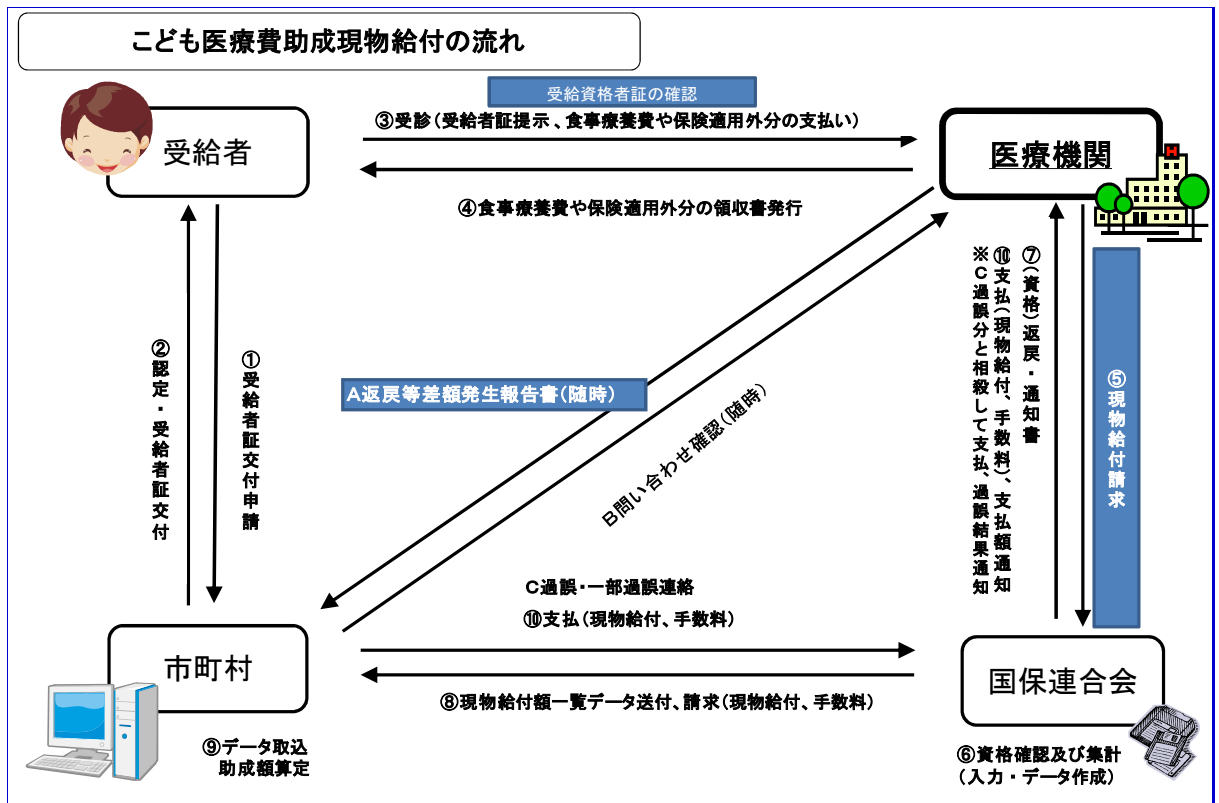 こども医療費助成現物給付の流れ
受給資格者証の確認
③受診(受給者証提示、食事療養費や保険適用外分の支払い)
受給者
医療機関
H
④食事療養費や保険適用外分の領収書発行
②認定・受給者証交付
①受給者証交付申請
A返戻等差額発生報告書(随時)
B問い合わせ確認(随時)
⑦(資格)返戻・通知書
⑩支払(現物給付、手数料)、支払額通知
※C過誤分と相殺して支払、過誤結果通知
⑤現物給付請求
C過誤・一部過誤連絡
⑩支払(現物給付、手数料)
市町村
国保連合会
⑧現物給付額一覧データ送付、請求(現物給付、手数料)
⑨データ取込
助成額算定
⑥資格確認及び集計
(入力・データ作成)